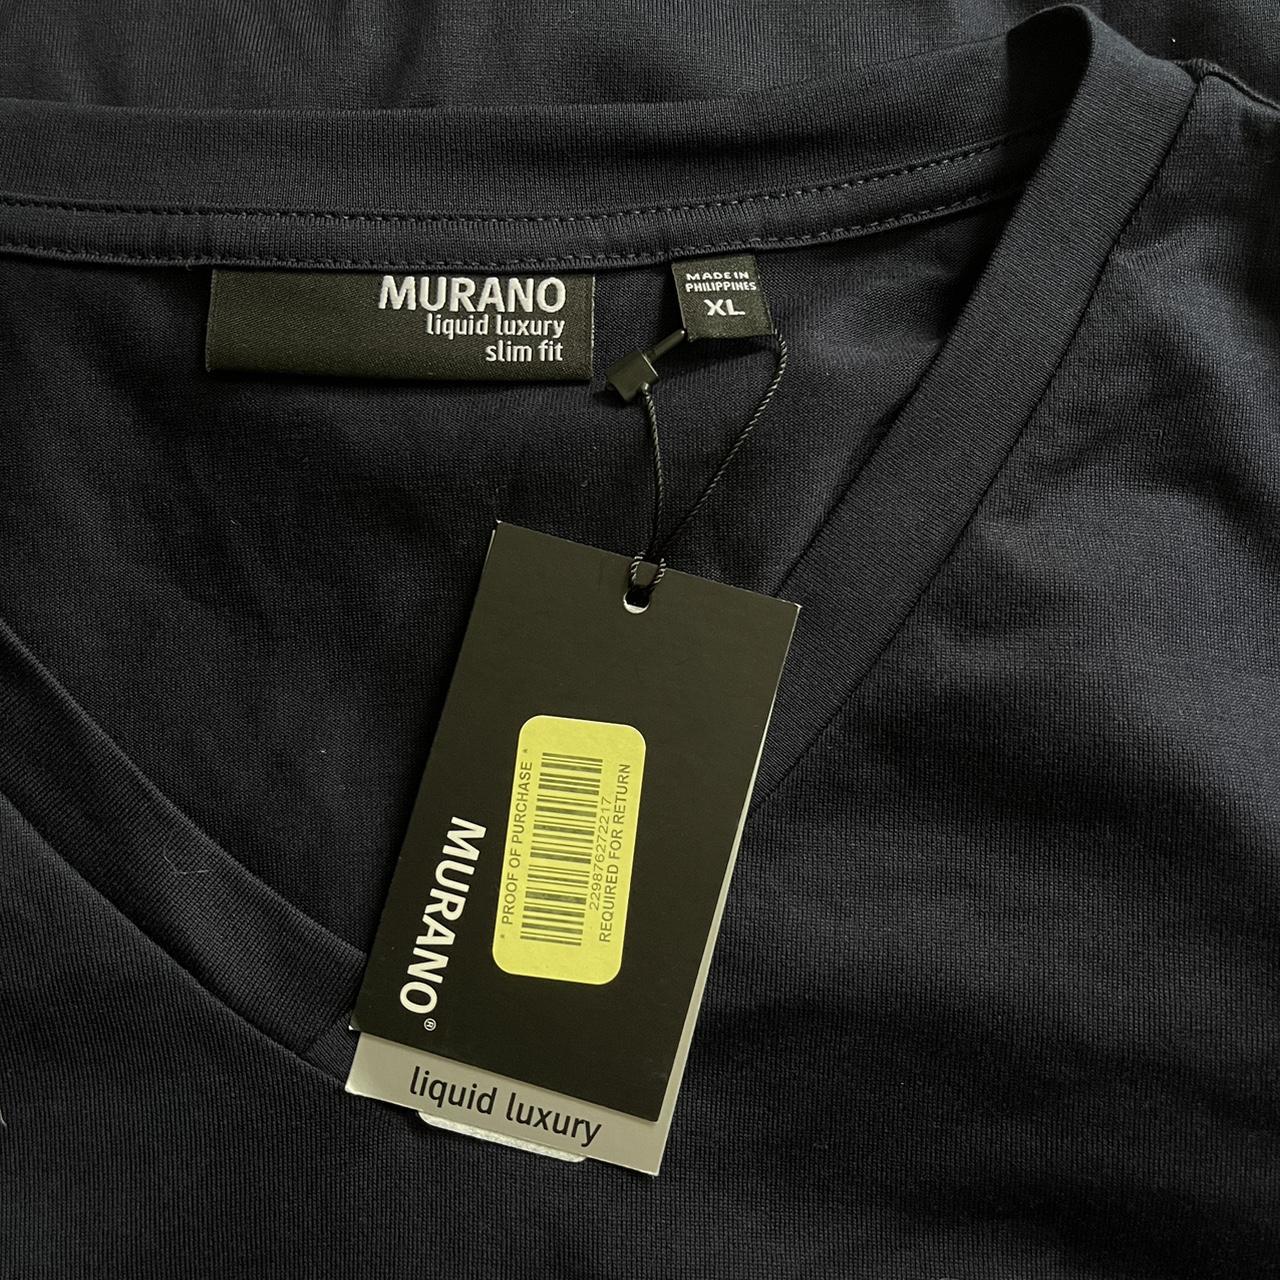 MURANO
liquid luxury
slim fit
MADE IN
PHILIPPINES
XL
* PROOF OF PURCHASE *
229876272217
REQUIRED FOR RETURN
MURANO®
liquid luxury